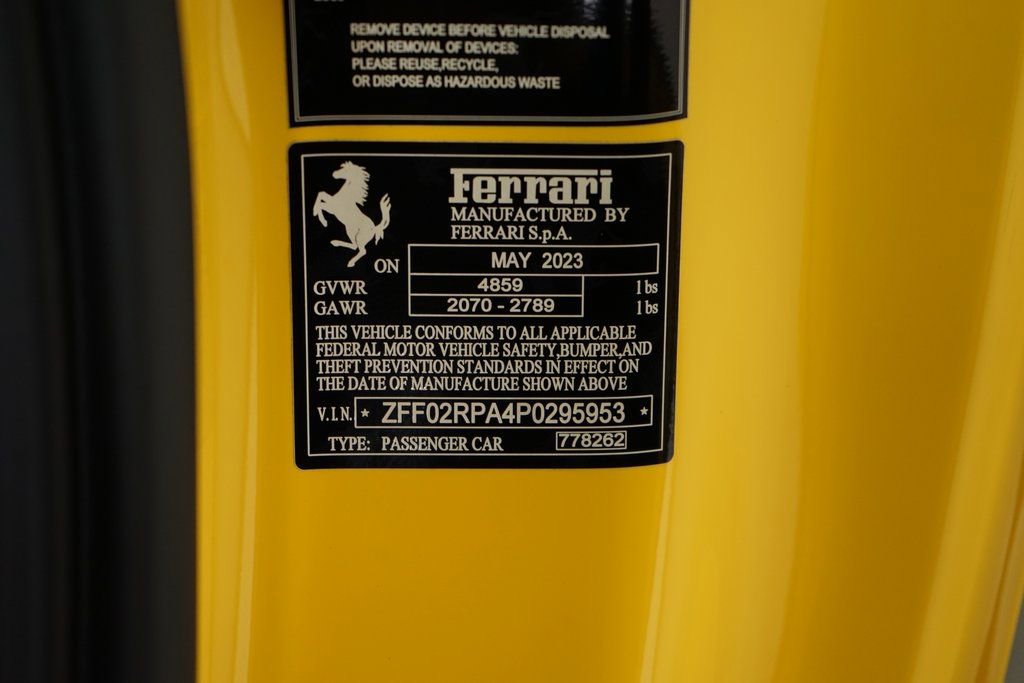 REMOVE DEVICE BEFORE VEHICLE DISPOSAL
UPON REMOVAL OF DEVICES:
PLEASE REUSE,RECYCLE,
OR DISPOSE AS HAZARDOUS WASTE
Ferrari
MANUFACTURED BY
FERRARI S.p.A.
ON MAY 2023
GVWR 4859 lbs
GAWR 2070 - 2789 lbs
THIS VEHICLE CONFORMS TO ALL APPLICABLE
FEDERAL MOTOR VEHICLE SAFETY,BUMPER,AND
THEFT PREVENTION STANDARDS IN EFFECT ON
THE DATE OF MANUFACTURE SHOWN ABOVE
V.I.N. * ZFF02RPA4P0295953 *
TYPE: PASSENGER CAR 778262